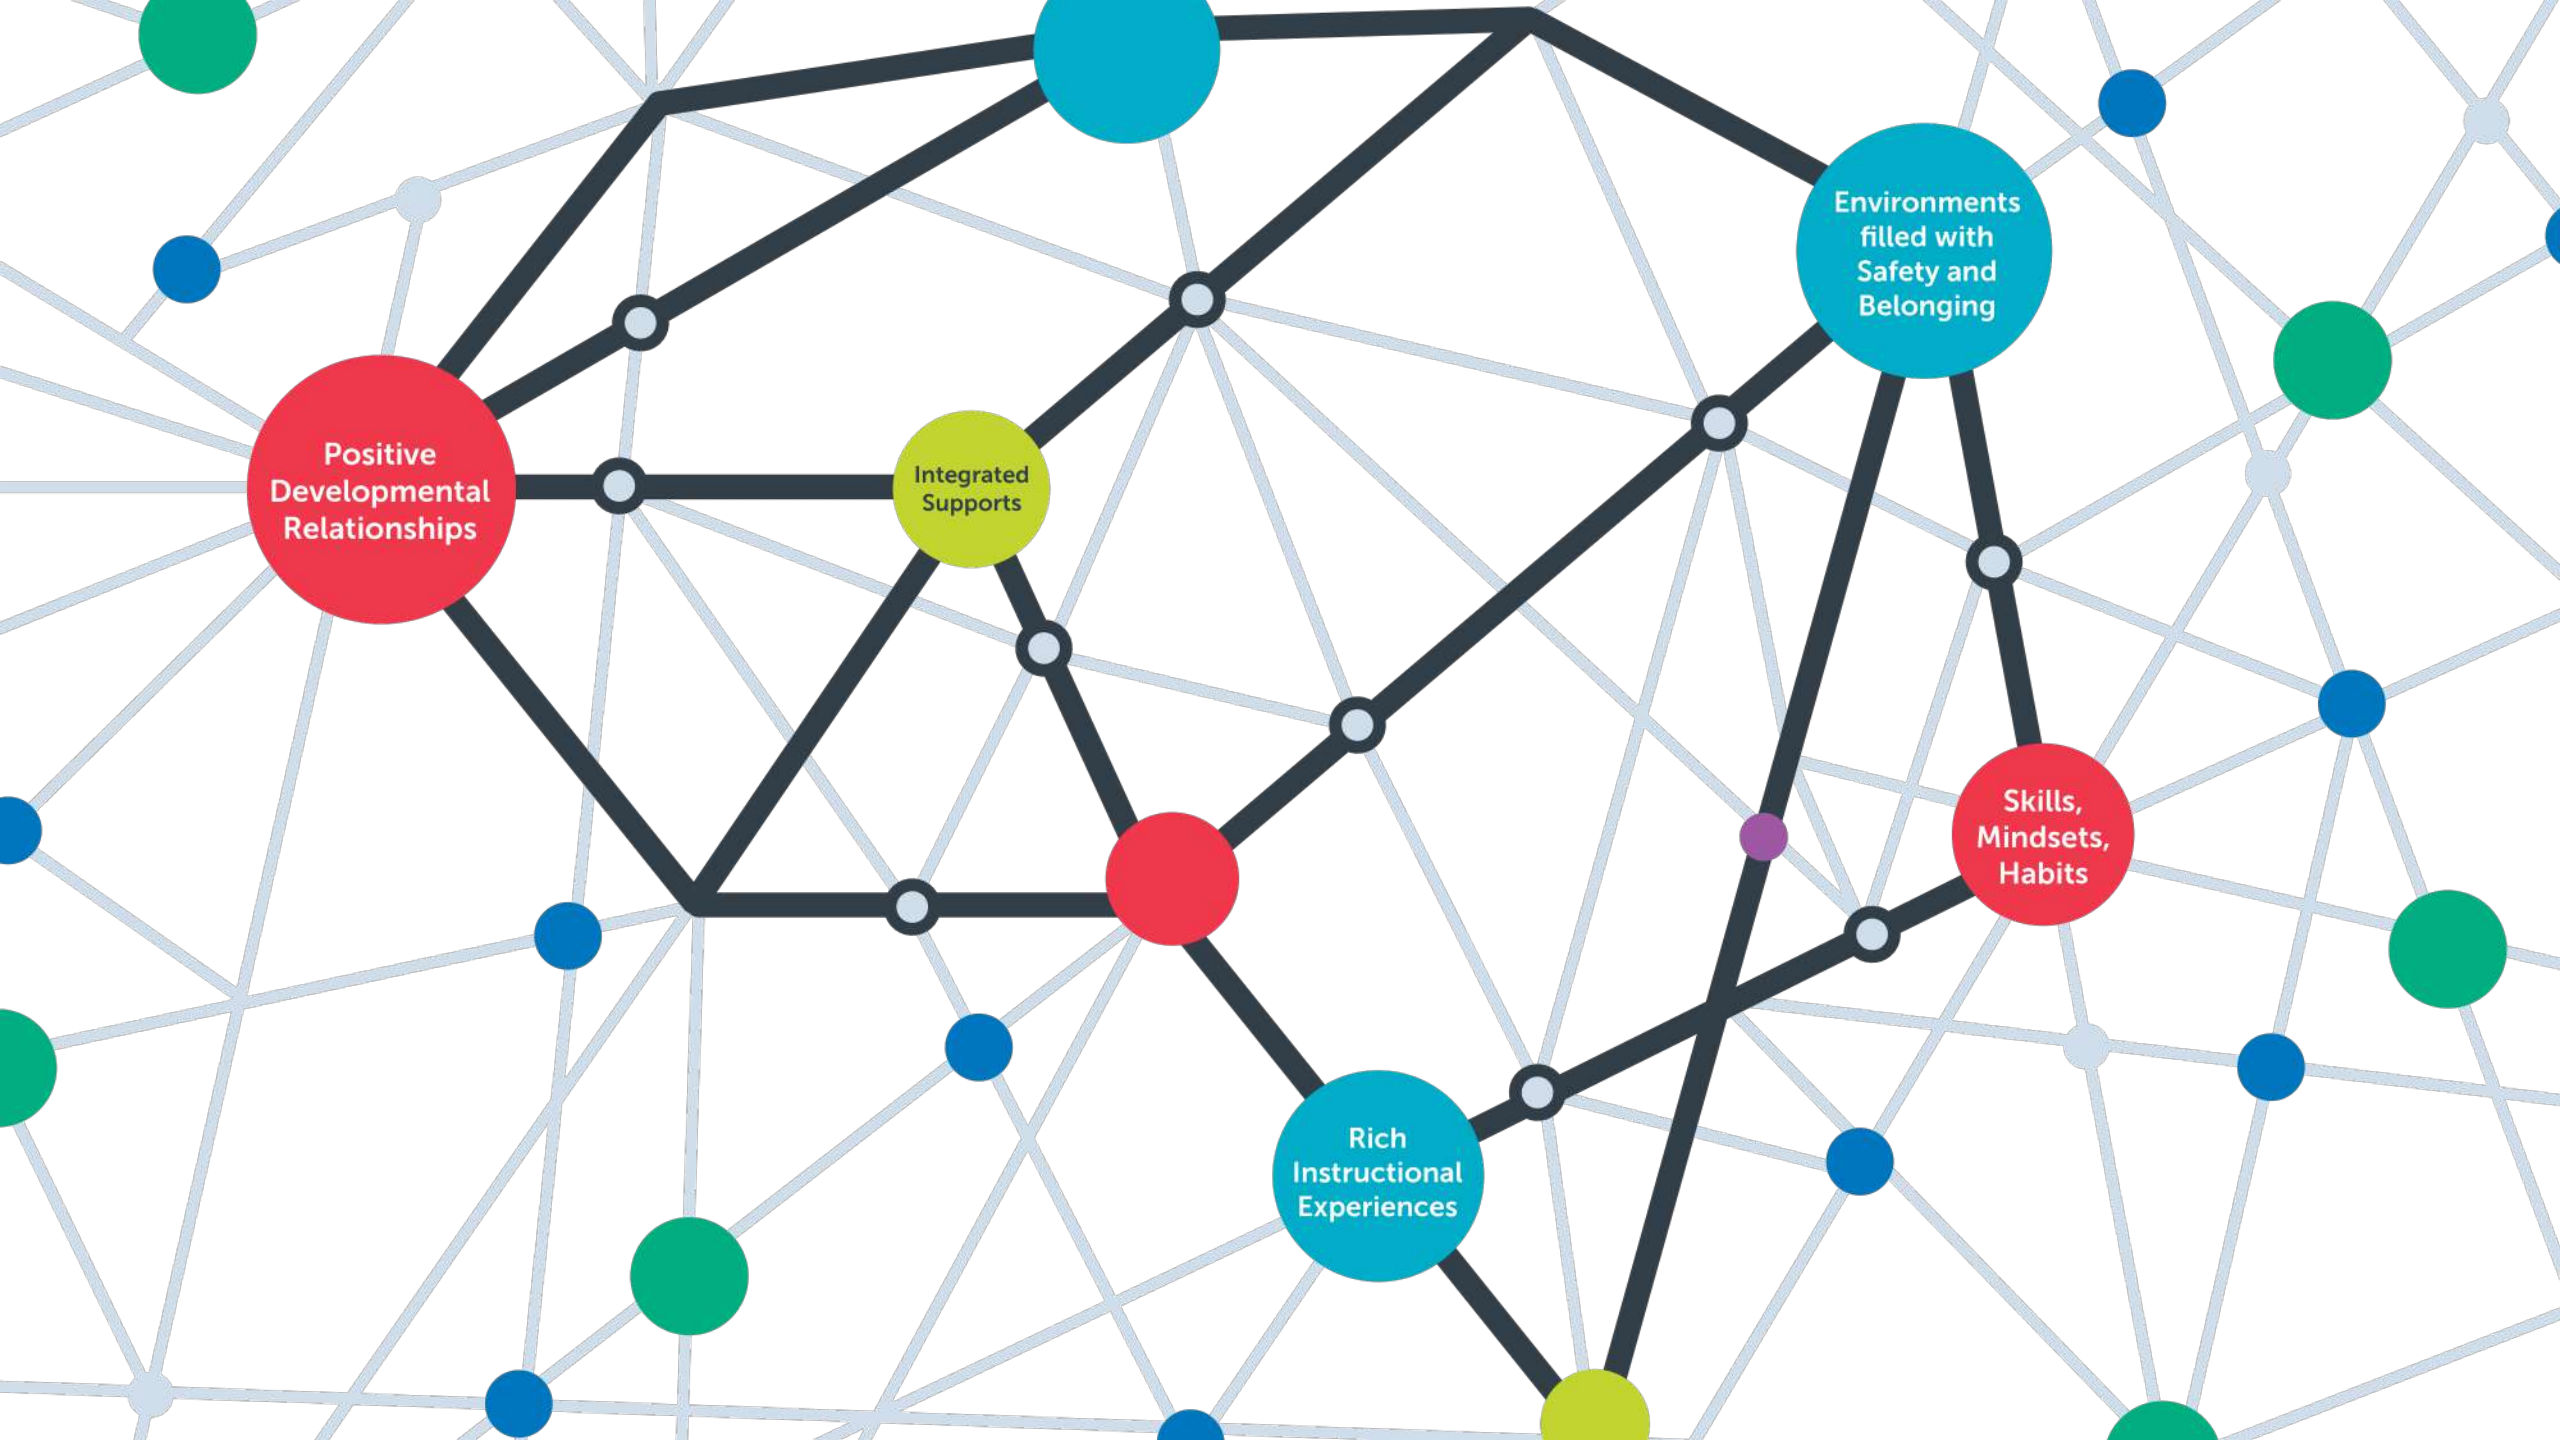 Positive
Developmental
Relationships
Integrated
Supports
Environments
filled with
Safety and
Belonging
Skills,
Mindsets,
Habits
Rich
Instructional
Experiences